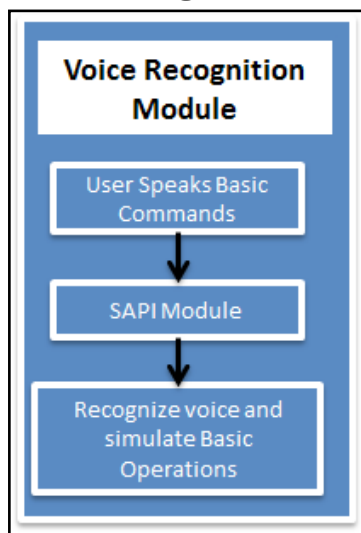 Voice Recognition
Module
User Speaks Basic
Commands
SAPI Module
Recognize voice and
simulate Basic
Operations